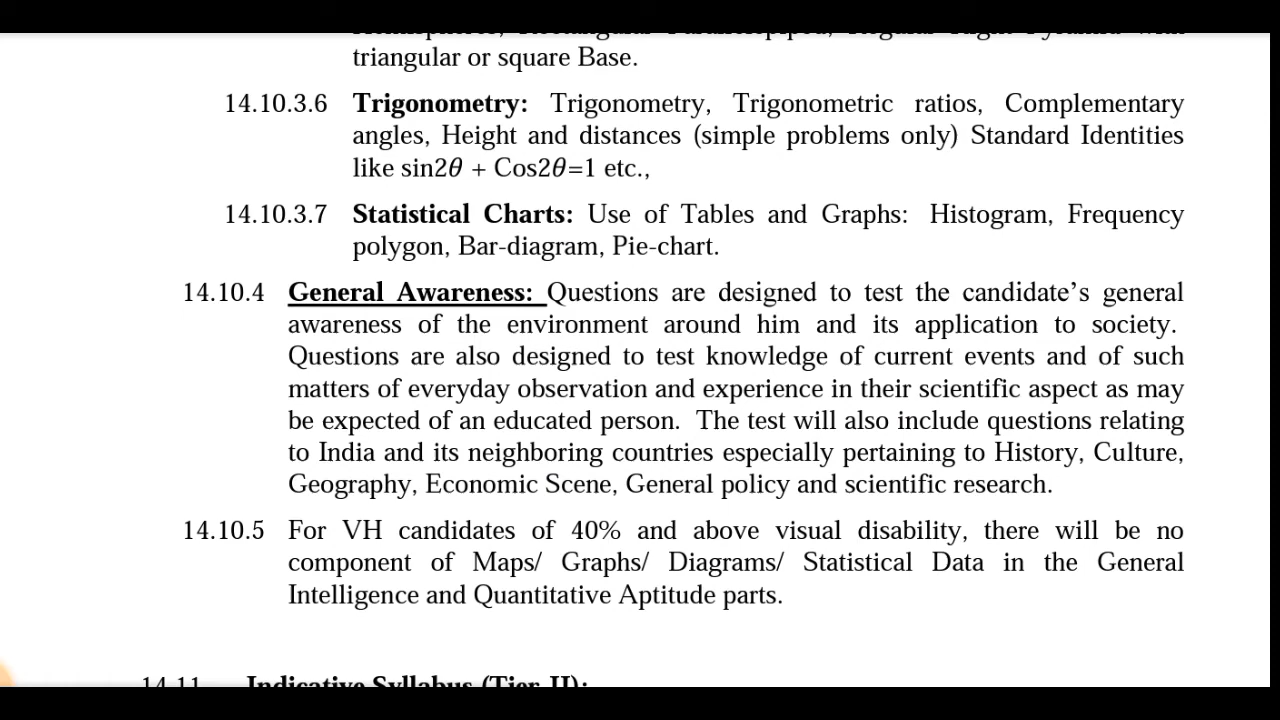 triangular or square Base.
14.10.3.6 Trigonometry: Trigonometry, Trigonometric ratios, Complementary
angles, Height and distances (simple problems only) Standard Identities
like sin2𝜃 + Cos2𝜃=1 etc.,
14.10.3.7 Statistical Charts: Use of Tables and Graphs: Histogram, Frequency
polygon, Bar-diagram, Pie-chart.
14.10.4 General Awareness: Questions are designed to test the candidate’s general
awareness of the environment around him and its application to society.
Questions are also designed to test knowledge of current events and of such
matters of everyday observation and experience in their scientific aspect as may
be expected of an educated person. The test will also include questions relating
to India and its neighboring countries especially pertaining to History, Culture,
Geography, Economic Scene, General policy and scientific research.
14.10.5 For VH candidates of 40% and above visual disability, there will be no
component of Maps/ Graphs/ Diagrams/ Statistical Data in the General
Intelligence and Quantitative Aptitude parts.
14.11 Indicative Syllabus (Tier-II):